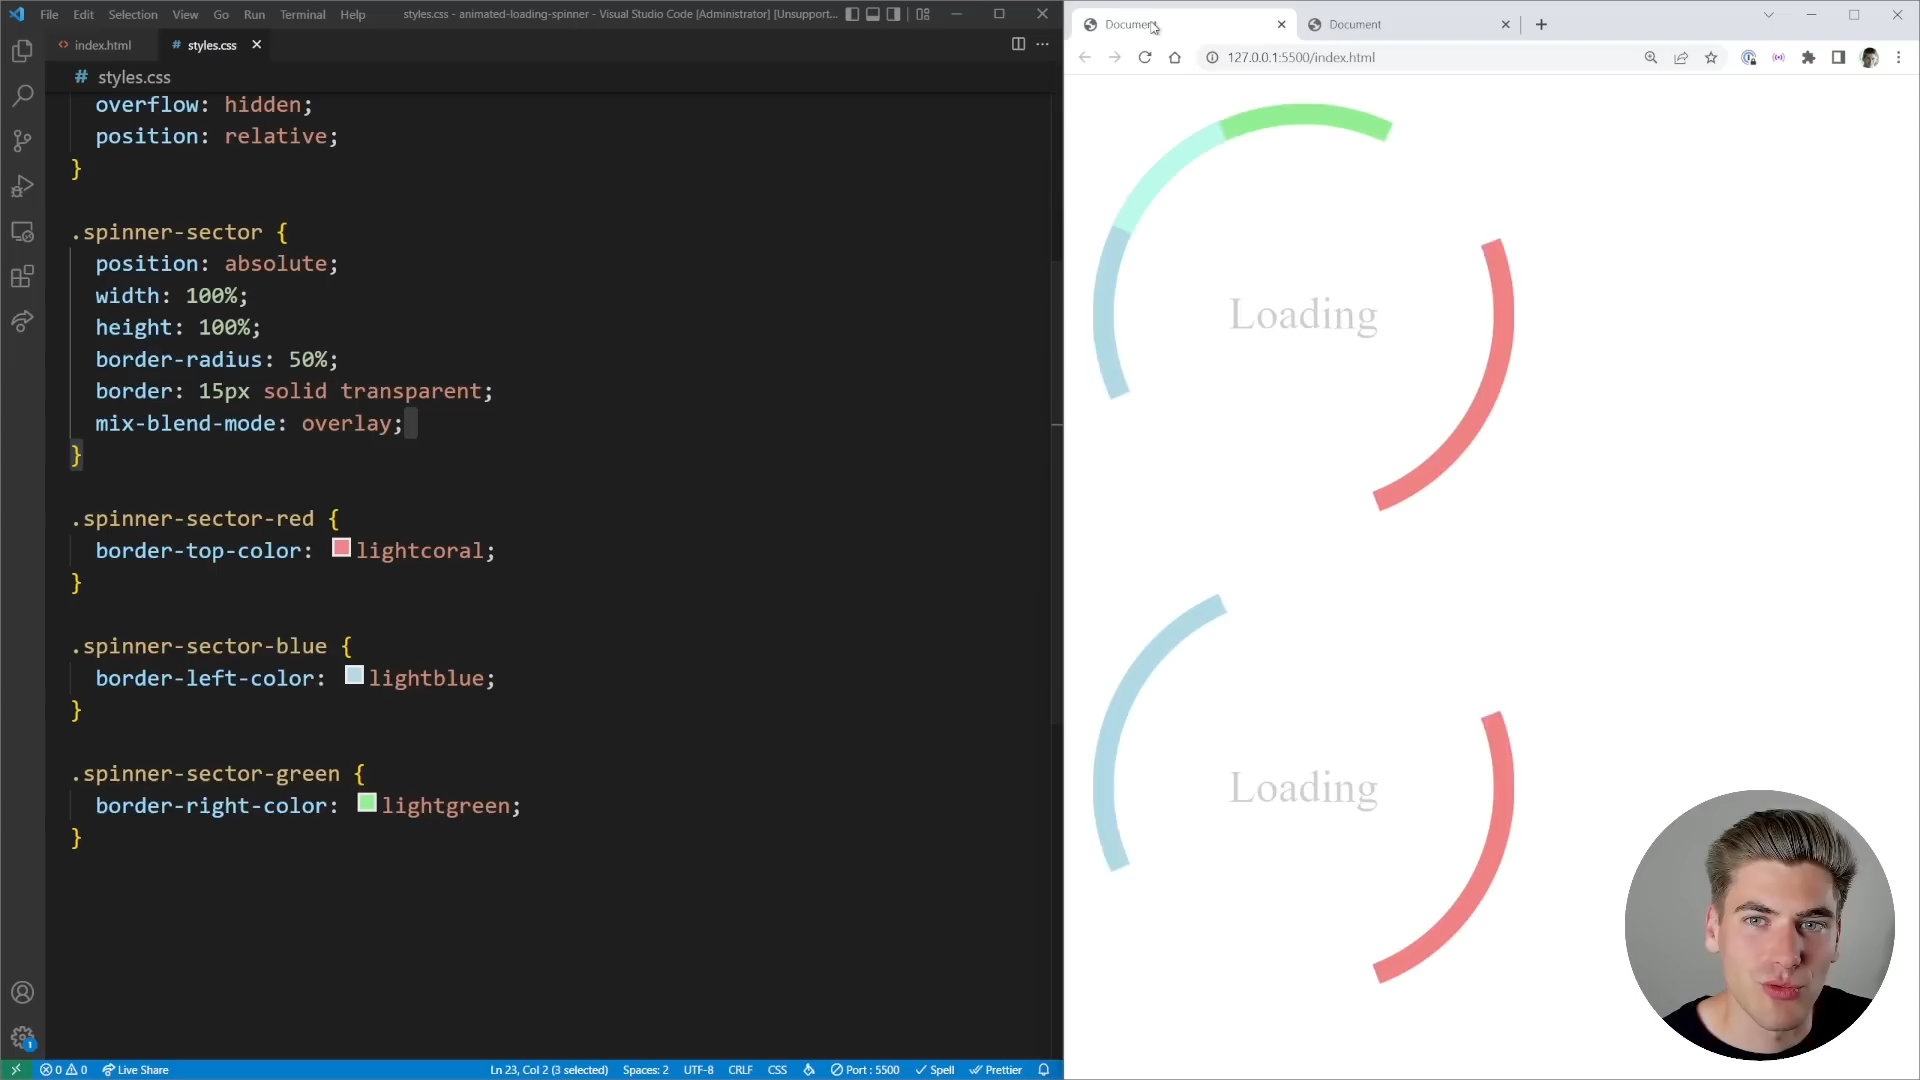 File Edit Selection View Go Run Terminal Help
styles.css - animated-loading-spinner - Visual Studio Code [Administrator] [Unsupport...
index.html
# styles.css
# styles.css
overflow: hidden;
position: relative;
}
.spinner-sector {
position: absolute;
width: 100%;
height: 100%;
border-radius: 50%;
border: 15px solid transparent;
mix-blend-mode: overlay;
}
.spinner-sector-red {
border-top-color: lightcoral;
}
.spinner-sector-blue {
border-left-color: lightblue;
}
.spinner-sector-green {
border-right-color: lightgreen;
}
1
0 0 Live Share
Ln 23, Col 2 (3 selected) Spaces: 2 UTF-8 CRLF CSS Port : 5500 Spell Prettier
Document
Document
127.0.0.1:5500/index.html
Loading
Loading